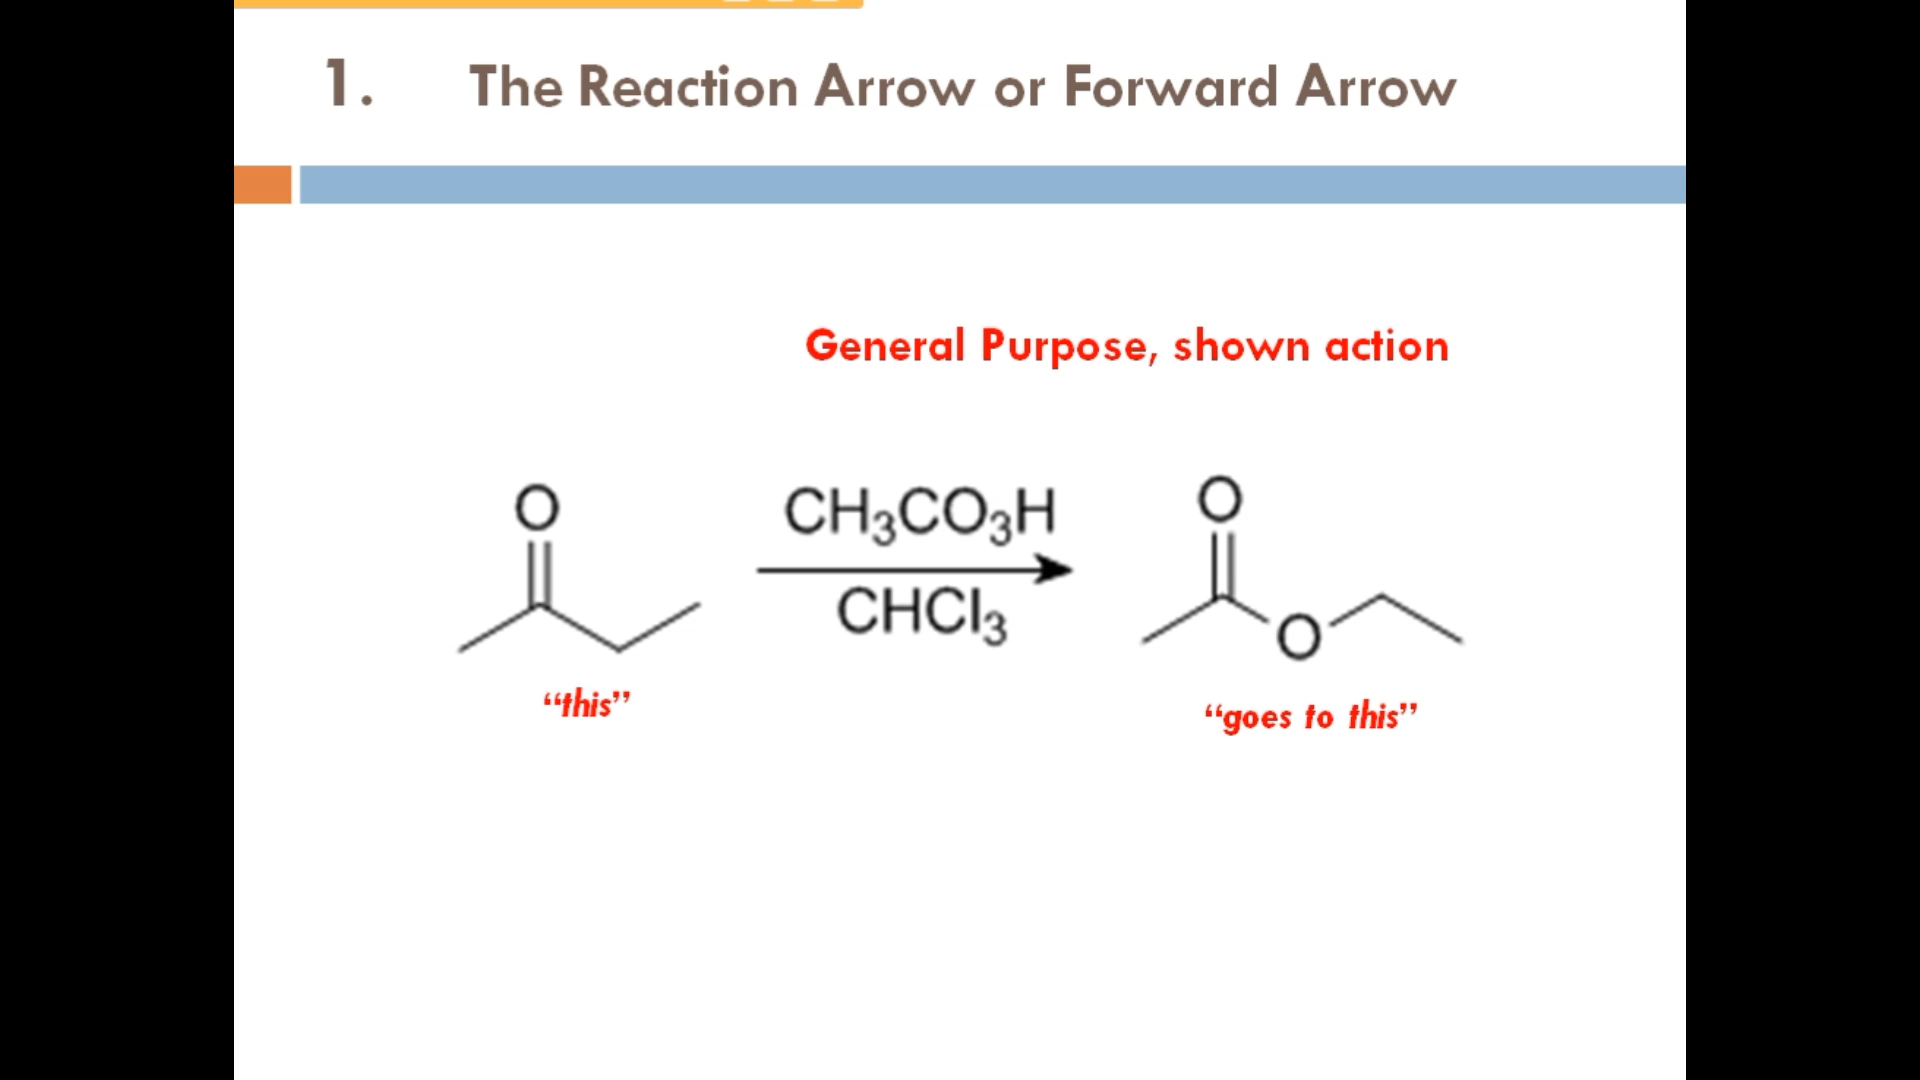 1. The Reaction Arrow or Forward Arrow
General Purpose, shown action
O
CH₃CO₃H
CHCl₃
O
O
“this”
“goes to this”